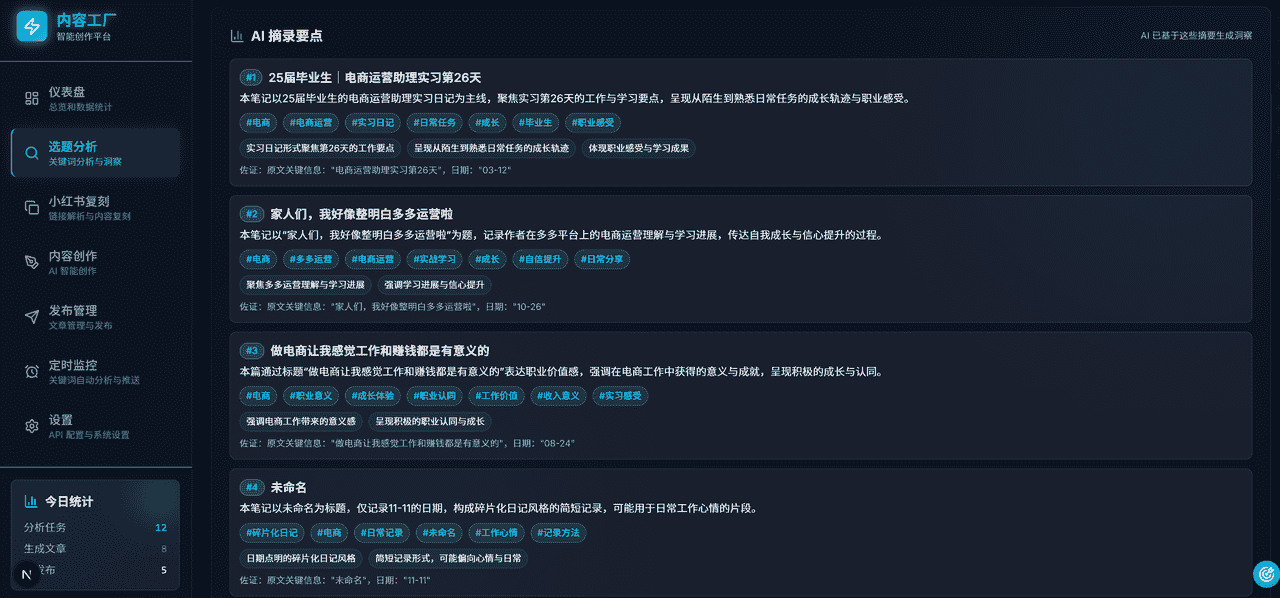 内容工厂
智能创作平台
仪表盘
总览和数据统计
选题分析
关键词分析与洞察
小红书复刻
链接解析与内容复刻
内容创作
AI 智能创作
发布管理
文章管理与发布
定时监控
关键词自动分析与推送
设置
API 配置与系统设置
今日统计
分析任务 12
生成文章 8
发布 5
N
AI 摘录要点
AI 已基于这些摘要生成洞察
#1 25届毕业生｜电商运营助理实习第26天
本笔记以25届毕业生的电商运营助理实习日记为主线，聚焦实习第26天的工作与学习要点，呈现从陌生到熟悉日常任务的成长轨迹与职业感受。
#电商 #电商运营 #实习日记 #日常任务 #成长 #毕业生 #职业感受
实习日记形式聚焦第26天的工作要点 呈现从陌生到熟悉日常任务的成长轨迹 体现职业感受与学习成果
佐证：原文关键信息："电商运营助理实习第26天"，日期："03-12"
#2 家人们，我好像整明白多多运营啦
本笔记以“家人们，我好像整明白多多运营啦”为题，记录作者在多多平台上的电商运营理解与学习进展，传达自我成长与信心提升的过程。
#电商 #多多运营 #电商运营 #实战学习 #成长 #自信提升 #日常分享
聚焦多多运营理解与学习进展 强调学习进展与信心提升
佐证：原文关键信息："家人们，我好像整明白多多运营啦"，日期："10-26"
#3 做电商让我感觉工作和赚钱都是有意义的
本篇通过标题“做电商让我感觉工作和赚钱都是有意义的”表达职业价值感，强调在电商工作中获得的意义与成就，呈现积极的成长与认同。
#电商 #职业意义 #成长体验 #职业认同 #工作价值 #收入意义 #实习感受
强调电商工作带来的意义感 呈现积极的职业认同与成长
佐证：原文关键信息："做电商让我感觉工作和赚钱都是有意义的"，日期："08-24"
#4 未命名
本笔记以未命名为标题，仅记录11-11的日期，构成碎片化日记风格的简短记录，可能用于日常工作心情的片段。
#碎片化日记 #电商 #日常记录 #未命名 #工作心情 #记录方法
日期点明的碎片化日记风格 简短记录形式，可能偏向心情与日常
佐证：原文关键信息："未命名"，日期："11-11"